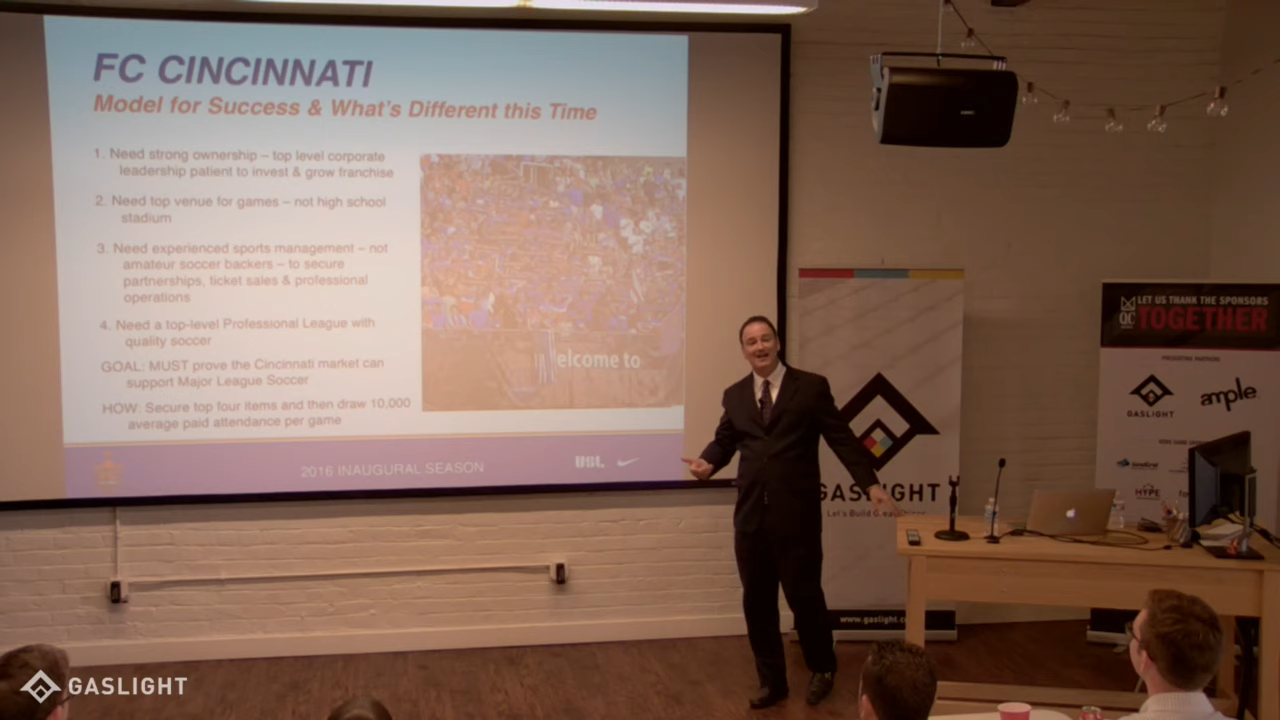 FC CINCINNATI
Model for Success & What's Different this Time
1. Need strong ownership – top level corporate
leadership patient to invest & grow franchise
2. Need top venue for games – not high school
stadium
3. Need experienced sports management – not
amateur soccer backers – to secure
partnerships, ticket sales & professional
operations
4. Need a top-level Professional League with
quality soccer
GOAL: MUST prove the Cincinnati market can
support Major League Soccer
HOW: Secure top four items and then draw 10,000
average paid attendance per game
elcome to
2016 INAUGURAL SEASON
USL
GASLIGHT
Let's Build
www.gaslight.c
LET US THANK THE SPONSORS
QC TOGETHER
PRESENTING PARTNERS
GASLIGHT
ample
HYPE
GASLIGHT